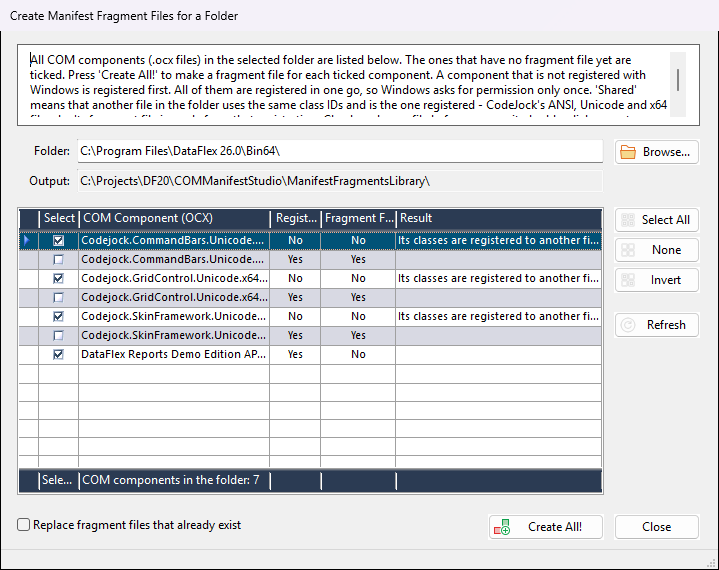 Create Manifest Fragment Files for a Folder
All COM components (.ocx files) in the selected folder are listed below. The ones that have no fragment file yet are
ticked. Press 'Create All!' to make a fragment file for each ticked component. A component that is not registered with
Windows is registered first. All of them are registered in one go, so Windows asks for permission only once. 'Shared'
means that another file in the folder uses the same class IDs and is the one registered - CodeJock's ANSI, Unicode and x64
Folder: C:\Program Files\DataFlex 26.0\Bin64\ Browse...
Output: C:\Projects\DF20\COMManifestStudio\ManifestFragmentsLibrary\
Select COM Component (OCX) Regist... Fragment F... Result
Codejock.CommandBars.Unicode.... No No Its classes are registered to another fi...
Codejock.CommandBars.Unicode.... Yes Yes
Codejock.GridControl.Unicode.x64... No No Its classes are registered to another fi...
Codejock.GridControl.Unicode.x64... Yes Yes
Codejock.SkinFramework.Unicode... No No Its classes are registered to another fi...
Codejock.SkinFramework.Unicode... Yes Yes
DataFlex Reports Demo Edition AP... Yes No
Sele... COM components in the folder: 7
Select All
None
Invert
Refresh
Replace fragment files that already exist
Create All!
Close